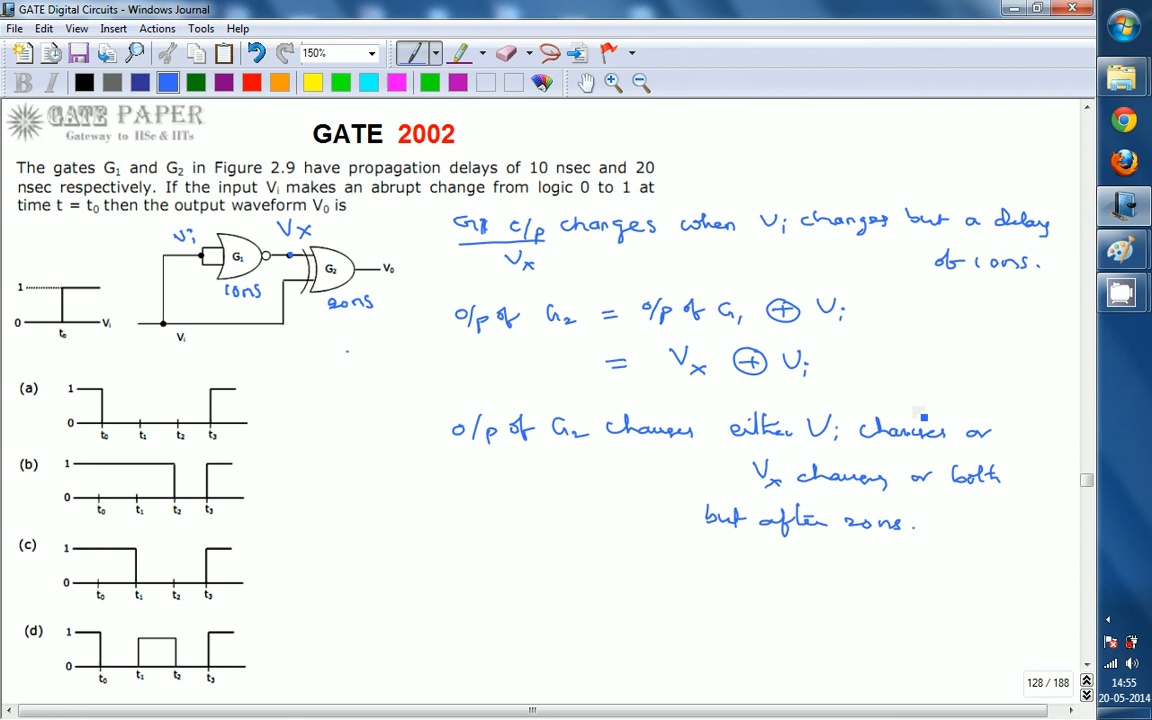 GATE Digital Circuits - Windows Journal
File Edit View Insert Actions Tools Help
150%
B I
GATE PAPER
Gateway to IISc & IITs
GATE 2002
The gates G1 and G2 in Figure 2.9 have propagation delays of 10 nsec and 20
nsec respectively. If the input Vi makes an abrupt change from logic 0 to 1 at
time t = t0 then the output waveform V0 is
Vi Vx
G1
G2 V0
10ns 20ns
1
0 Vi
t0
Vi
G1 o/p changes when Vi changes but a delay
Vx of 10ns.
o/p of G2 = o/p of G1 ⊕ Vi
= Vx ⊕ Vi
o/p of G2 changes either Vi changes or
Vx changes or both
but after 20ns.
(a) 1
0
t0 t1 t2 t3
(b) 1
0
t0 t1 t2 t3
(c) 1
0
t0 t1 t2 t3
(d) 1
0
t0 t1 t2 t3
128 / 188
14:55
20-05-2014